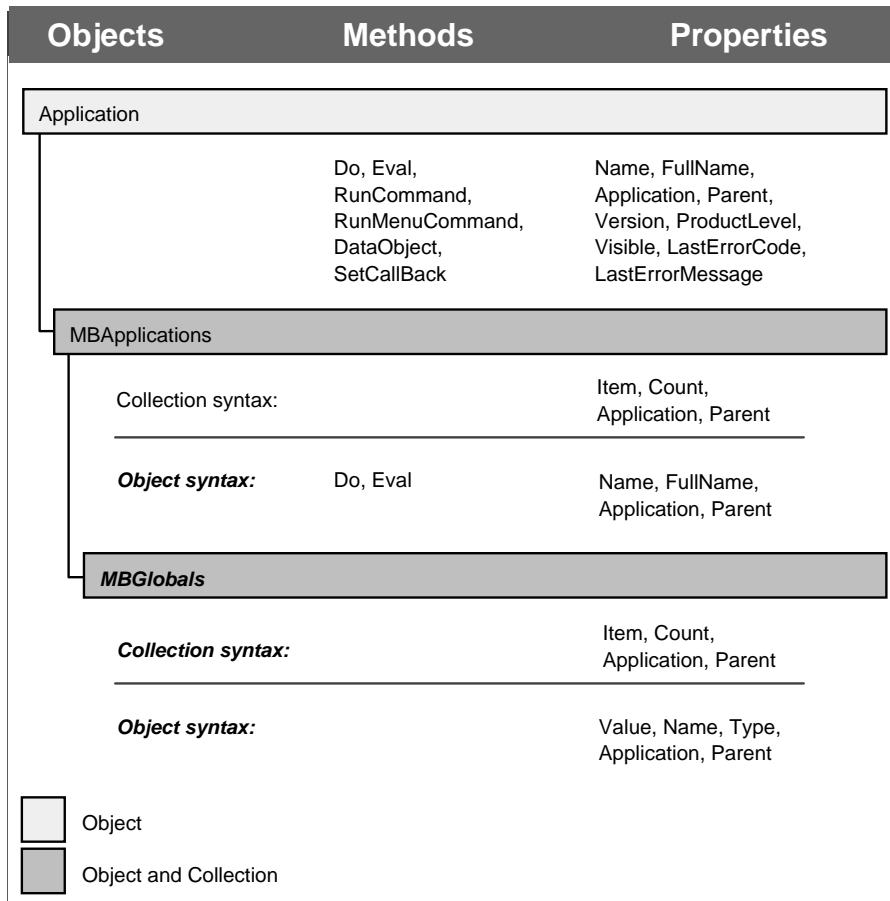 Objects Methods Properties
Application
Do, Eval, Name, FullName,
RunCommand, Application, Parent,
RunMenuCommand, Version, ProductLevel,
DataObject, Visible, LastErrorCode,
SetCallBack LastErrorMessage
MBApplications
Collection syntax: Item, Count,
Application, Parent
Object syntax: Do, Eval Name, FullName,
Application, Parent
MBGlobals
Collection syntax: Item, Count,
Application, Parent
Object syntax: Value, Name, Type,
Application, Parent
Object
Object and Collection